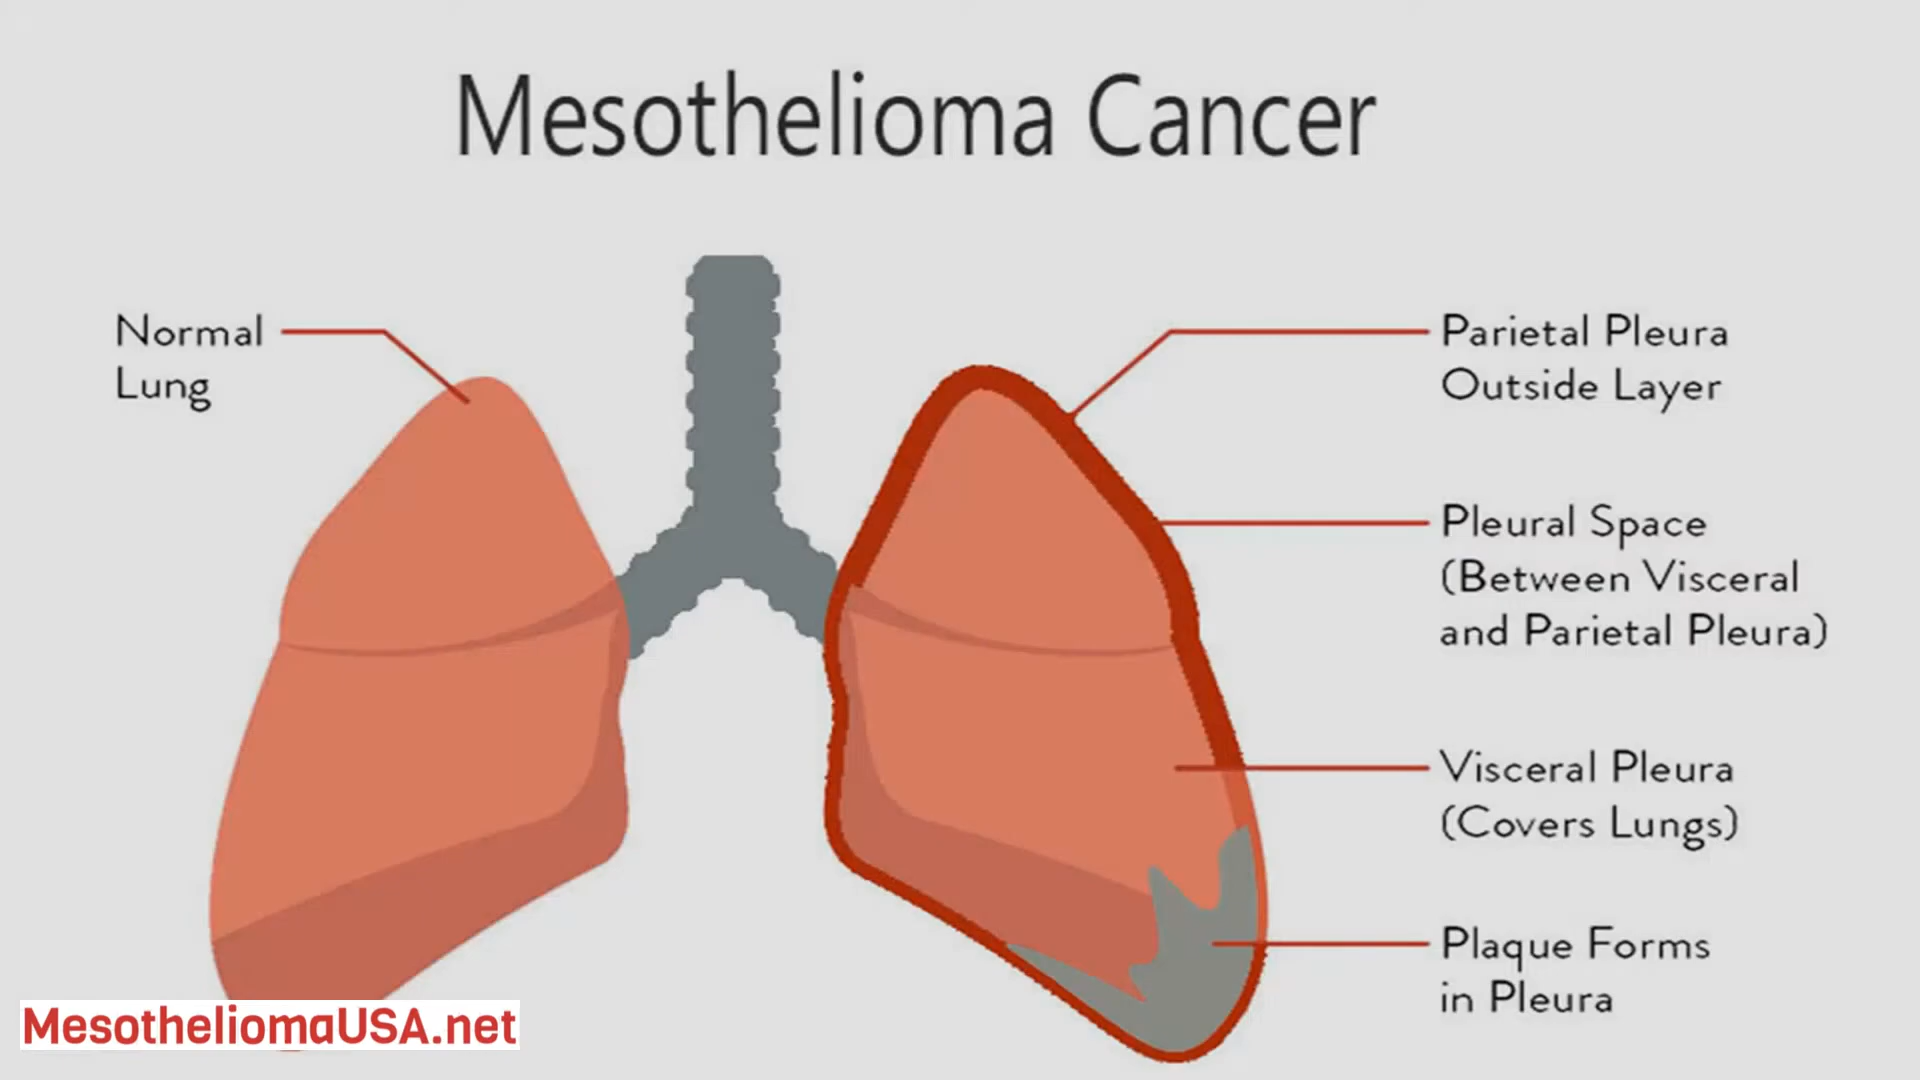 Mesothelioma Cancer
Normal
Lung
Parietal Pleura
Outside Layer
Pleural Space
(Between Visceral
and Parietal Pleura)
Visceral Pleura
(Covers Lungs)
Plaque Forms
in Pleura
MesotheliomaUSA.net